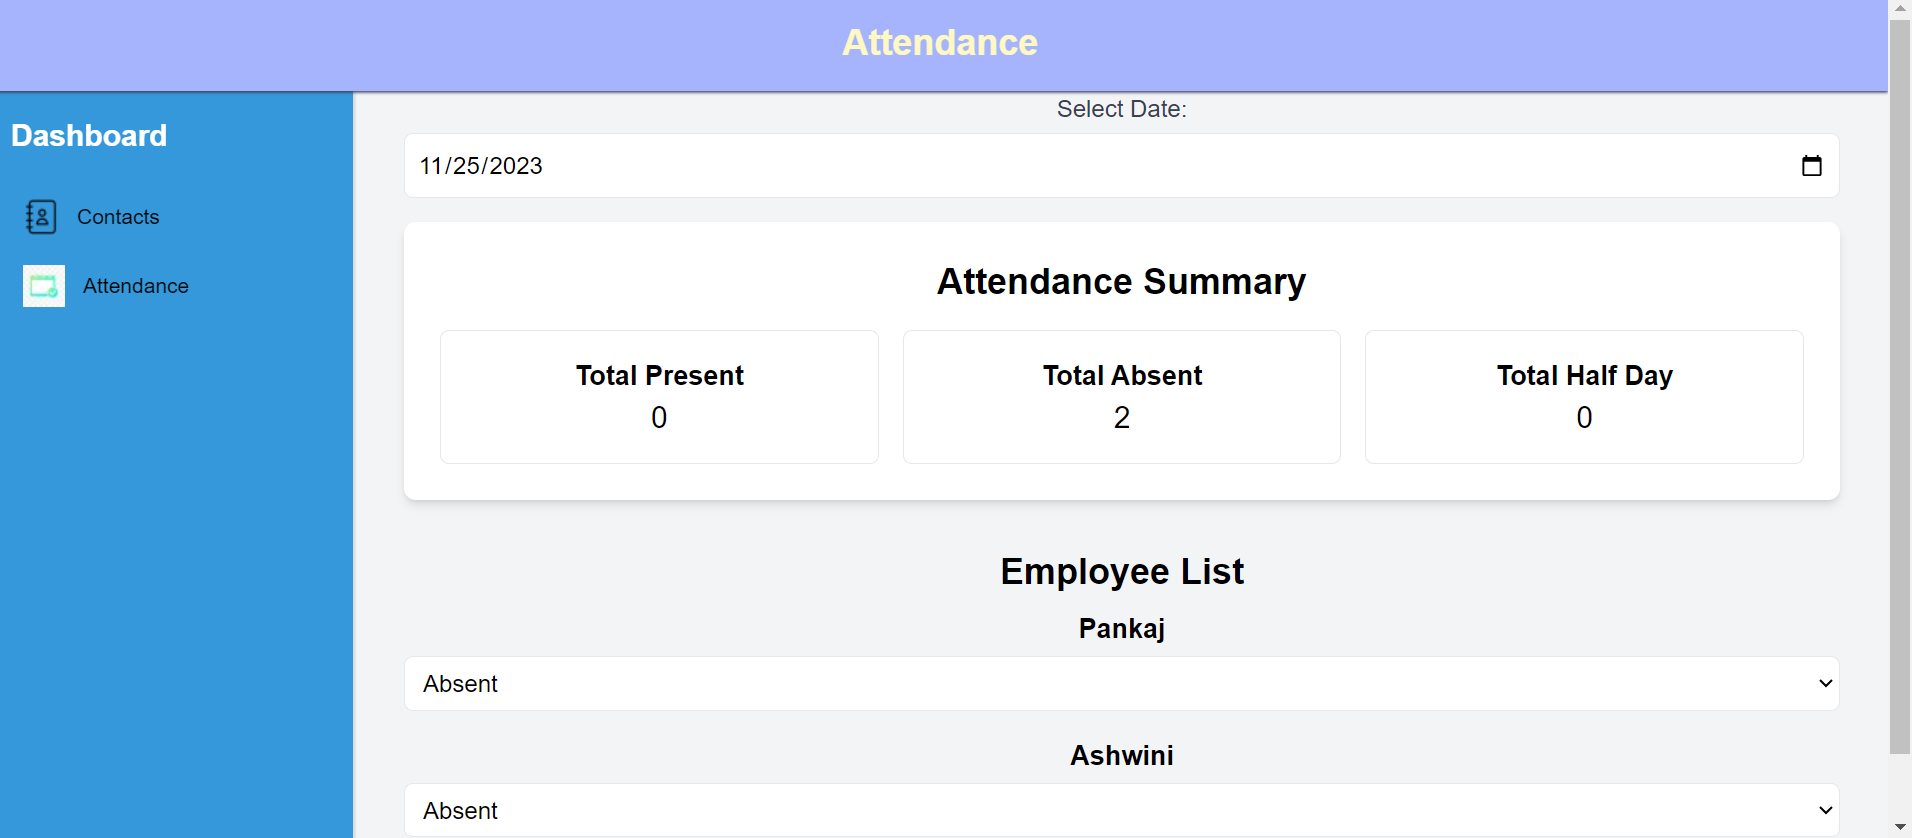 Attendance
Dashboard
Contacts
Attendance
Select Date:
11/25/2023
Attendance Summary
Total Present
0
Total Absent
2
Total Half Day
0
Employee List
Pankaj
Absent
Ashwini
Absent